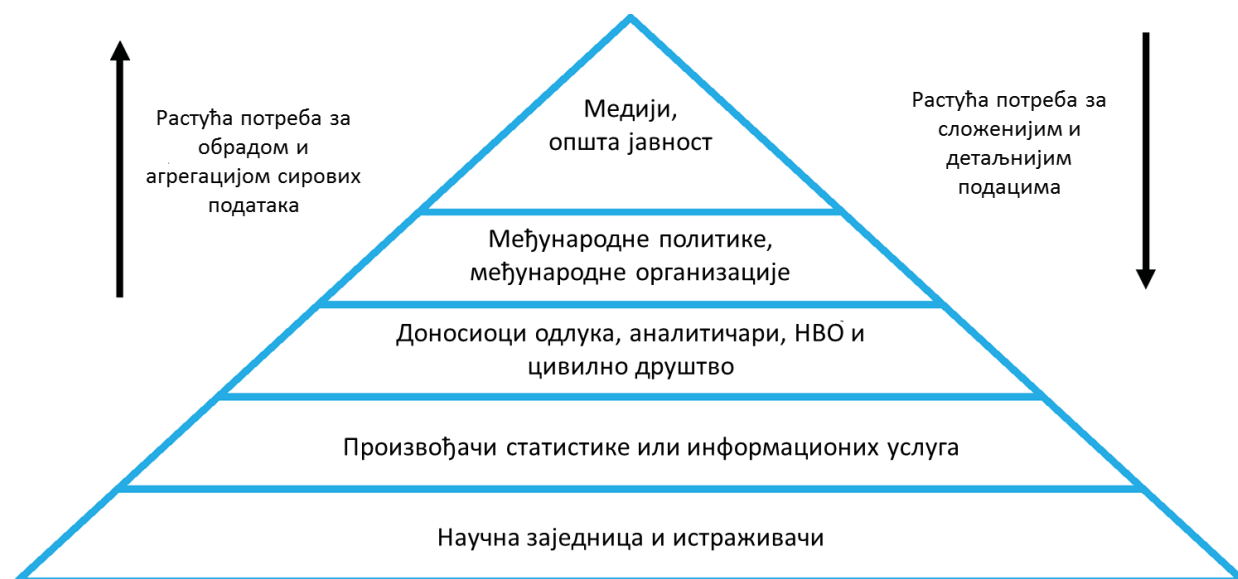 Растућа потреба за
обрадом и
агрегацијом сирових
података
Медији,
општа јавност
Растућа потреба за
сложенијим и
детаљнијим
подацима
Међународне политике,
међународне организације
Доносиоци одлука, аналитичари, НВО и
цивилно друштво
Произвођачи статистике или информационих услуга
Научна заједница и истраживачи